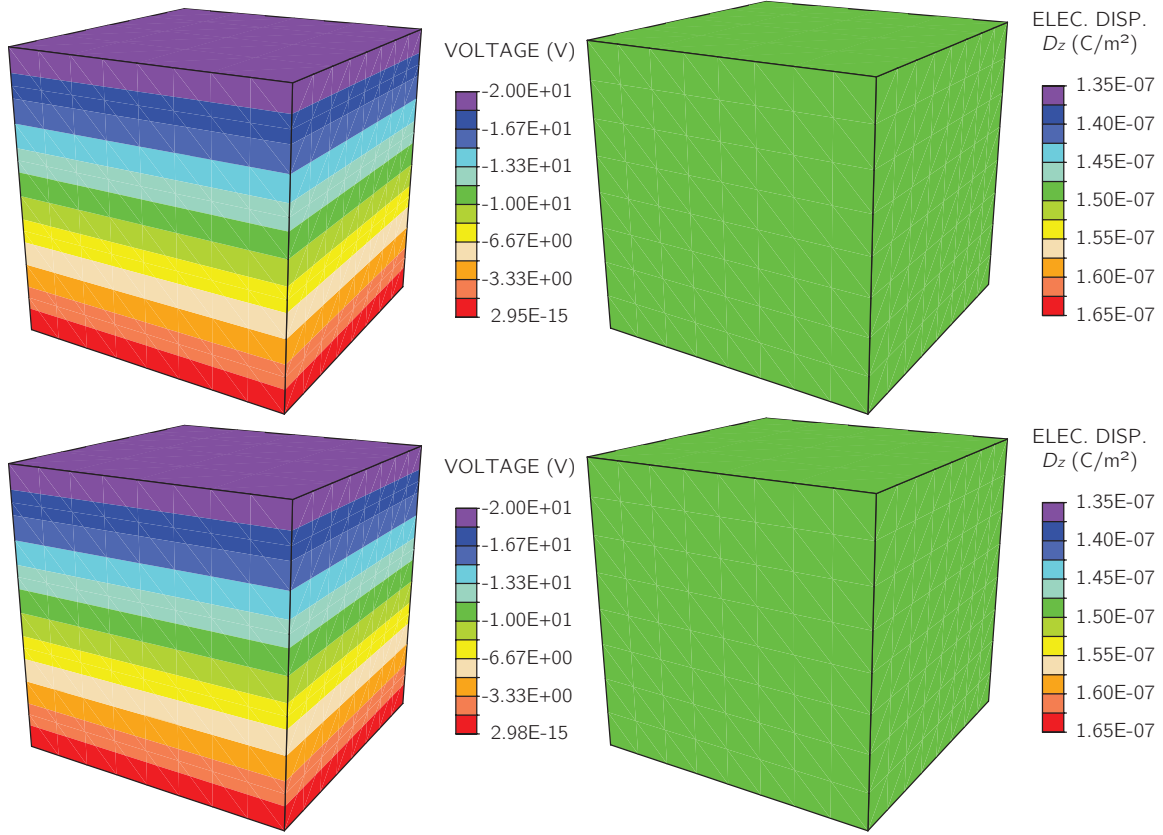 VOLTAGE (V)
-2.00E+01
-1.67E+01
-1.33E+01
-1.00E+01
-6.67E+00
-3.33E+00
2.95E-15
ELEC. DISP.
Dz (C/m²)
1.35E-07
1.40E-07
1.45E-07
1.50E-07
1.55E-07
1.60E-07
1.65E-07
VOLTAGE (V)
-2.00E+01
-1.67E+01
-1.33E+01
-1.00E+01
-6.67E+00
-3.33E+00
2.98E-15
ELEC. DISP.
Dz (C/m²)
1.35E-07
1.40E-07
1.45E-07
1.50E-07
1.55E-07
1.60E-07
1.65E-07